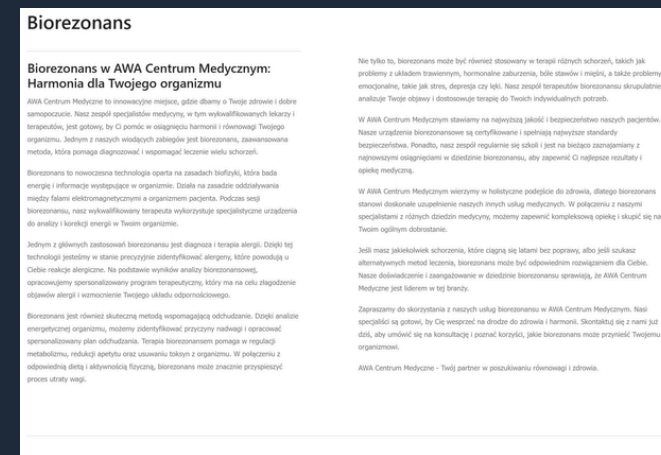 Biorezonans
Biorezonans w AWA Centrum Medycznym:
Harmonia dla Twojego organizmu
AWA Centrum Medyczne to innowacyjne miejsce, gdzie dbamy o Twoje zdrowie i dobre
samopoczucie. Nasz zespół specjalistów medycyny, w tym wykwalifikowanych lekarzy i
terapeutów, jest gotowy, by Ci pomóc w osiągnięciu harmonii i równowagi Twojego
organizmu. Jednym z naszych wiodących zabiegów jest biorezonans, zaawansowana
metoda, która pomaga diagnozować i wspomagać leczenie wielu schorzeń.
Biorezonans to nowoczesna technologia oparta na zasadach biofizyki, która bada
energię i informacje występujące w organizmie. Działa na zasadzie oddziaływania
między falami elektromagnetycznymi a organizmem pacjenta. Podczas sesji
biorezonansu, nasz wykwalifikowany terapeuta wykorzystuje specjalistyczne urządzenia
do analizy i korekcji energii w Twoim organizmie.
Jednym z głównych zastosowań biorezonansu jest diagnoza i terapia alergii. Dzięki tej
technologii jesteśmy w stanie precyzyjnie zidentyfikować alergeny, które powodują u
Ciebie reakcje alergiczne. Na podstawie wyników analizy biorezonansowej,
opracowujemy spersonalizowany program terapeutyczny, który ma na celu złagodzenie
objawów alergii i wzmocnienie Twojego układu odpornościowego.
Biorezonans jest również skuteczną metodą wspomagającą odchudzanie. Dzięki analizie
energetycznej organizmu, możemy zidentyfikować przyczyny nadwagi i opracować
spersonalizowany plan odchudzania. Terapia biorezonansem pomaga w regulacji
metabolizmu, redukcji apetytu oraz usuwaniu toksyn z organizmu. W połączeniu z
odpowiednią dietą i aktywnością fizyczną, biorezonans może znacznie przyspieszyć
proces utraty wagi.
Nie tylko to, biorezonans może być również stosowany w terapii różnych schorzeń, takich jak
problemy z układem trawiennym, hormonalne zaburzenia, bóle stawów i mięśni, a także problemy
emocjonalne, takie jak stres, depresja czy lęki. Nasz zespół terapeutów biorezonansu skrupulatnie
analizuje Twoje objawy i dostosowuje terapię do Twoich indywidualnych potrzeb.
W AWA Centrum Medycznym stawiamy na najwyższą jakość i bezpieczeństwo naszych pacjentów.
Nasze urządzenia biorezonansowe są certyfikowane i spełniają najwyższe standardy
bezpieczeństwa. Ponadto, nasz zespół regularnie się szkoli i jest na bieżąco zaznajamiany z
najnowszymi osiągnięciami w dziedzinie biorezonansu, aby zapewnić Ci najlepsze rezultaty i
opiekę medyczną.
W AWA Centrum Medycznym wierzymy w holistyczne podejście do zdrowia, dlatego biorezonans
stanowi doskonałe uzupełnienie naszych innych usług medycznych. W połączeniu z naszymi
specjalistami z różnych dziedzin medycyny, możemy zapewnić kompleksową opiekę i skupić się na
Twoim ogólnym dobrostanie.
Jeśli masz jakiekolwiek schorzenia, które ciągną się latami bez poprawy, albo jeśli szukasz
alternatywnych metod leczenia, biorezonans może być odpowiednim rozwiązaniem dla Ciebie.
Nasze doświadczenie i zaangażowanie w dziedzinie biorezonansu sprawiają, że AWA Centrum
Medyczne jest liderem w tej branży.
Zapraszamy do skorzystania z naszych usług biorezonansu w AWA Centrum Medycznym. Nasi
specjaliści są gotowi, by Cię wesprzeć na drodze do zdrowia i harmonii. Skontaktuj się z nami już
dziś, aby umówić się na konsultację i poznać korzyści, jakie biorezonans może przynieść Twojemu
organizmowi.
AWA Centrum Medyczne - Twój partner w poszukiwaniu równowagi i zdrowia.